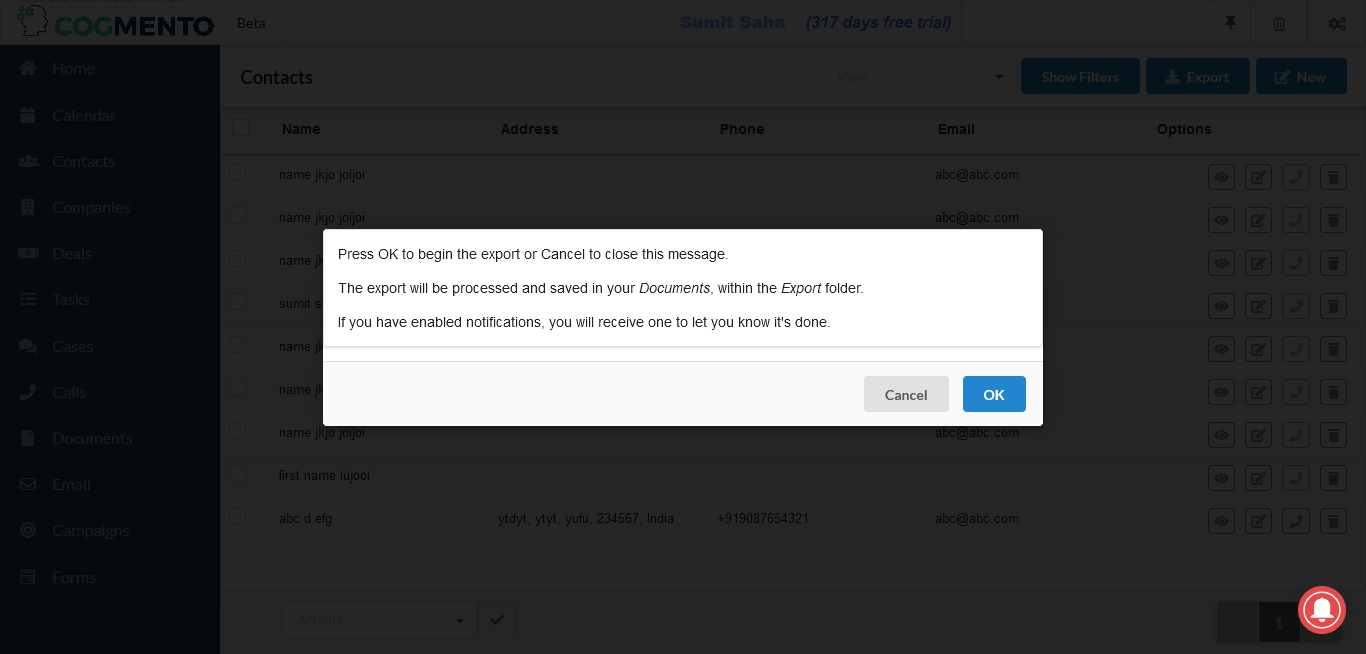 COGMENTO
Beta
Sumit Saha (317 days free trial)
Home
Calendar
Contacts
Companies
Deals
Tasks
Cases
Calls
Documents
Email
Campaigns
Forms
Contacts
View
Show Filters
Export
New
Name Address Phone Email Options
name jkjo joijoi abc@abc.com
name jkjo joijoi abc@abc.com
name jk
sumit s
name jk
name jk
name jkjo joijoi abc@abc.com
first name iujooi
abc d efg ytdyt, ytyt, yufu, 234567, India +919087654321 abc@abc.com
Press OK to begin the export or Cancel to close this message.
The export will be processed and saved in your Documents, within the Export folder.
If you have enabled notifications, you will receive one to let you know it's done.
Cancel
OK
Actions
1